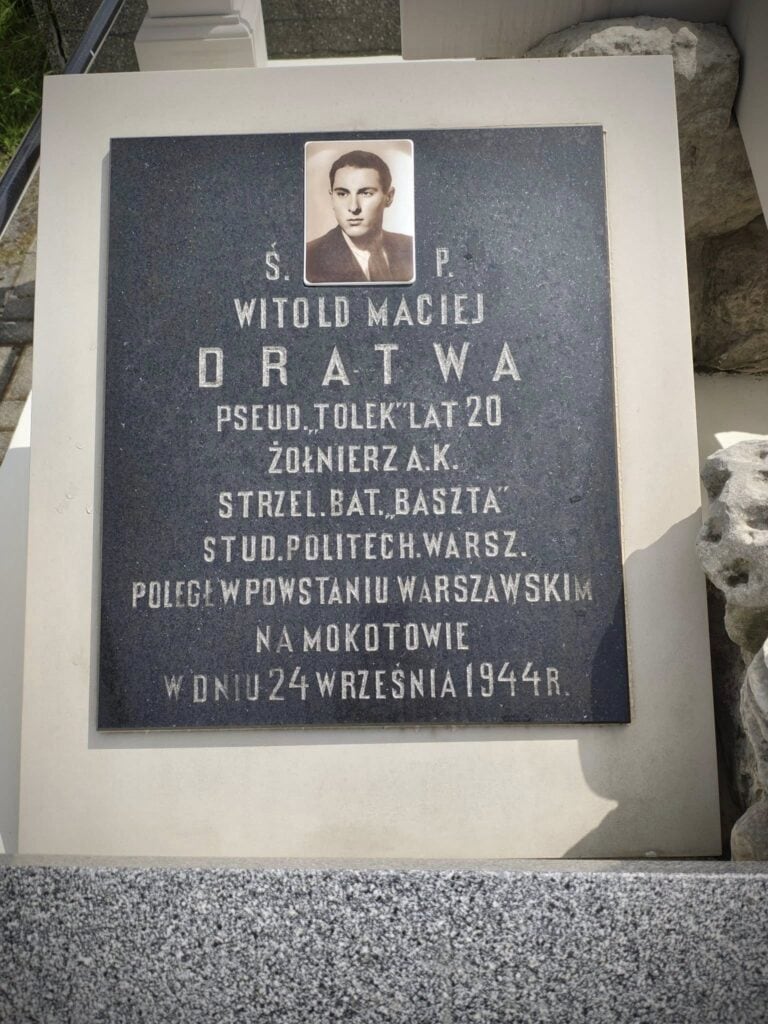 Ś. P.
WITOLD MACIEJ
DRATWA
PSEUD. „TOLEK" LAT 20
ŻOŁNIERZ A.K.
STRZEL. BAT. „BASZTA"
STUD. POLITECH. WARSZ.
POLEGŁ W POWSTANIU WARSZAWSKIM
NA MOKOTOWIE
W DNIU 24 WRZEŚNIA 1944 R.